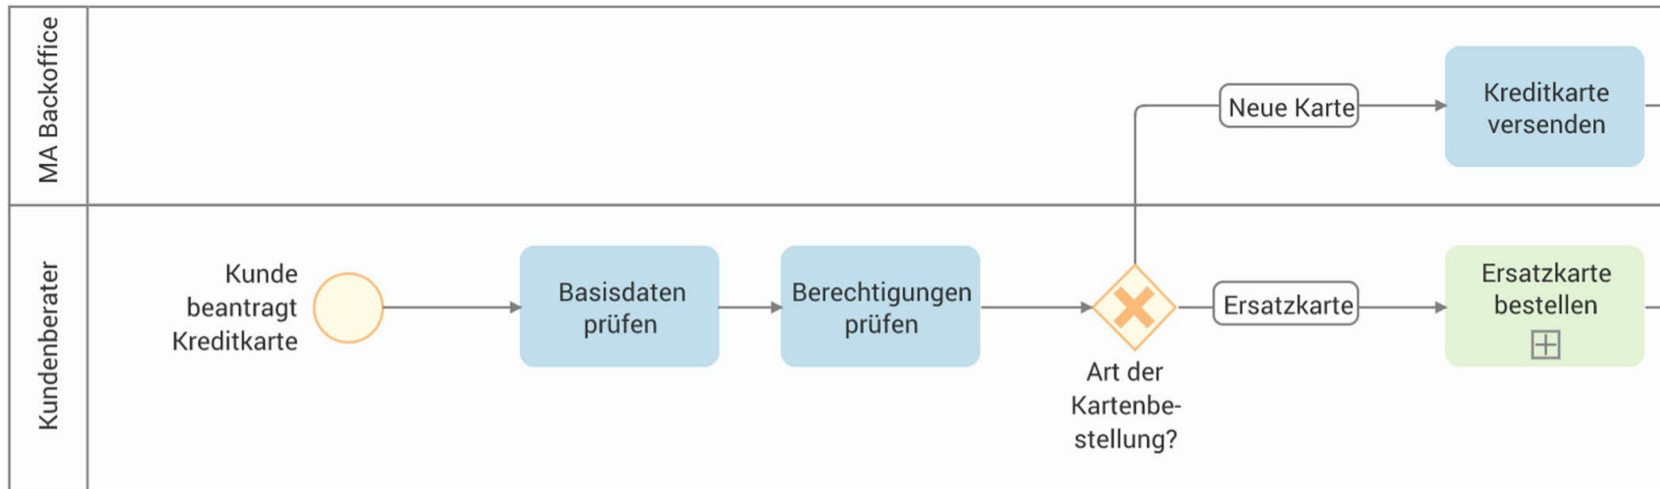 MA Backoffice
Neue Karte
Kreditkarte
versenden
Kundenberater
Kunde
beantragt
Kreditkarte
Basisdaten
prüfen
Berechtigungen
prüfen
Art der
Kartenbe-
stellung?
Ersatzkarte
Ersatzkarte
bestellen